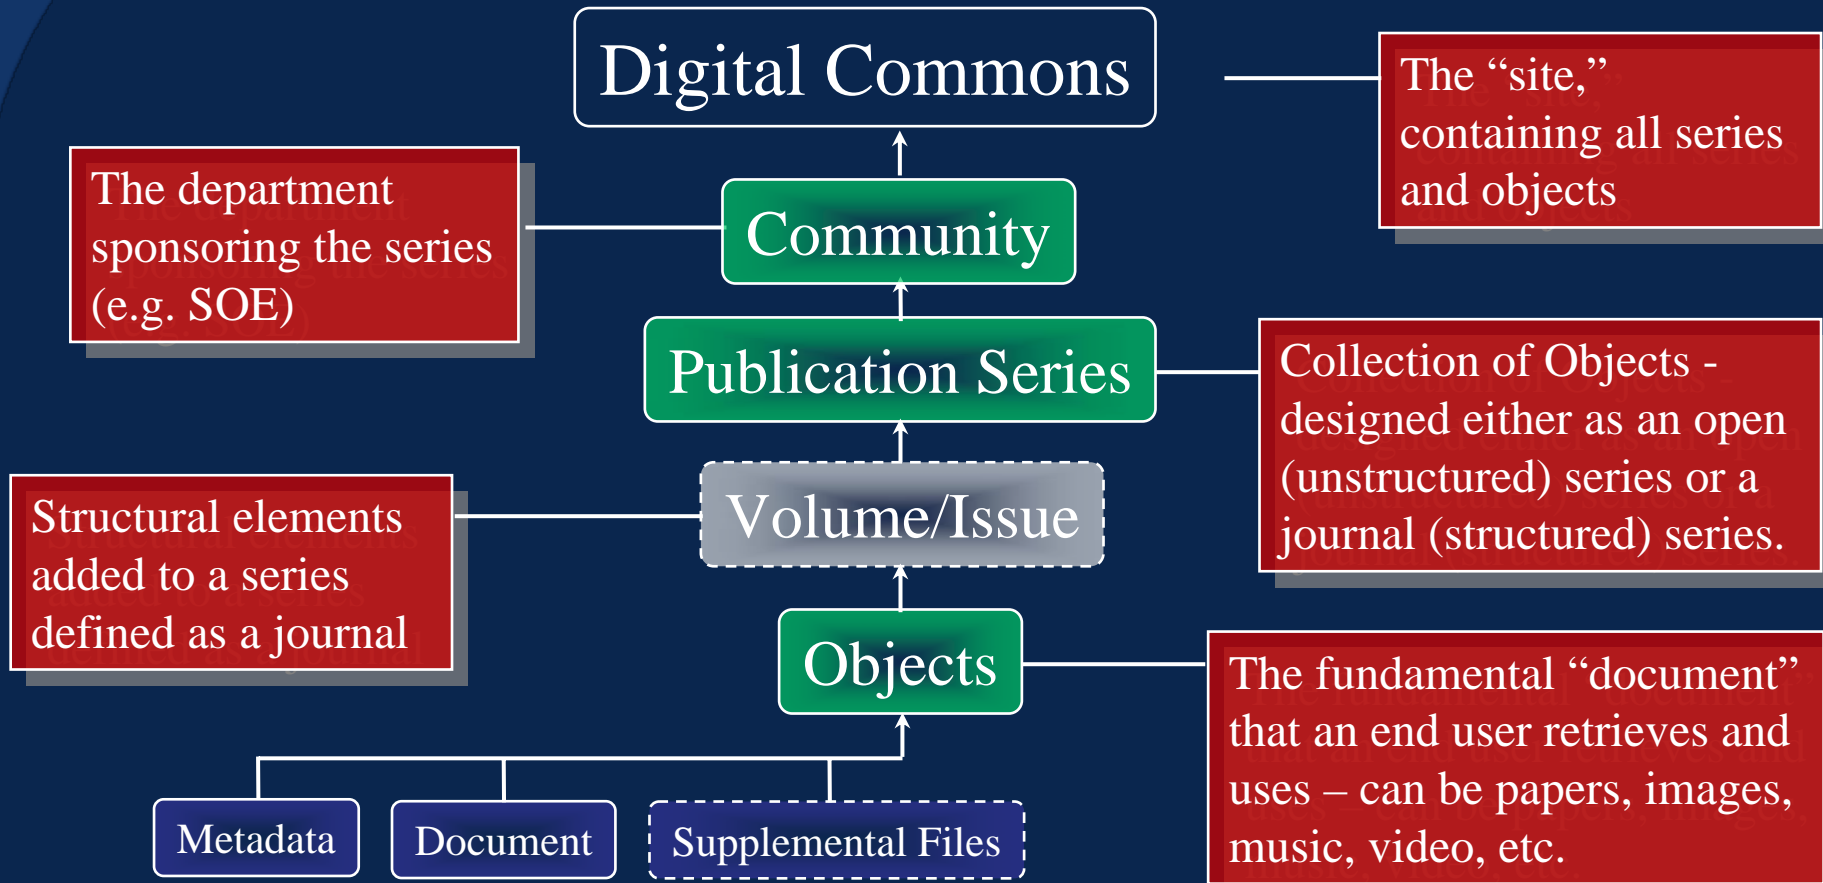 Digital Commons
The “site,”
containing all series
and objects
The department
sponsoring the series
(e.g. SOE)
Community
Publication Series
Collection of Objects -
designed either as an open
(unstructured) series or a
journal (structured) series.
Structural elements
added to a series
defined as a journal
Volume/Issue
Objects
The fundamental “document”
that an end user retrieves and
uses – can be papers, images,
music, video, etc.
Metadata
Document
Supplemental Files